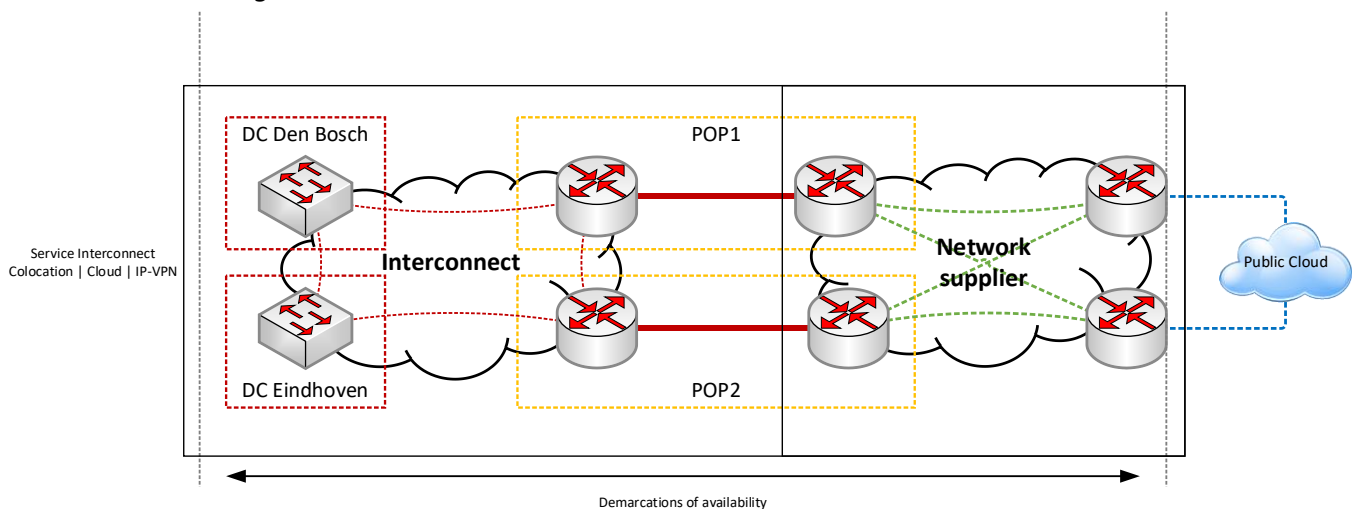 DC Den Bosch
POP1
Service Interconnect
Colocation | Cloud | IP-VPN
Interconnect
Network
supplier
Public Cloud
DC Eindhoven
POP2
Demarcations of availability